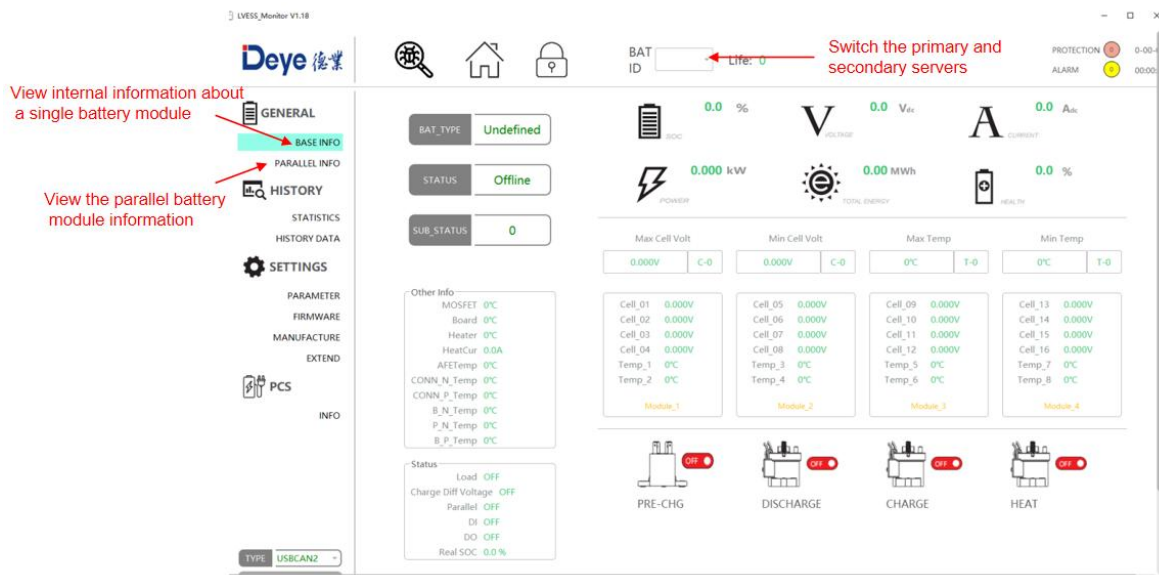 LVESS_Monitor V1.18
Deye 德業
BAT ID
Life: 0
Switch the primary and
secondary servers
PROTECTION 0
ALARM 0
00:00:
View internal information about
a single battery module
GENERAL
BASE INFO
PARALLEL INFO
View the parallel battery
module information
HISTORY
STATISTICS
HISTORY DATA
SETTINGS
PARAMETER
FIRMWARE
MANUFACTURE
EXTEND
PCS
INFO
TYPE USBCAN2
BAT_TYPE Undefined
STATUS Offline
SUB_STATUS 0
Other Info
MOSFET 0℃
Board 0℃
Heater 0℃
HeatCur 0.0A
AFETemp 0℃
CONN_N_Temp 0℃
CONN_P_Temp 0℃
B_N_Temp 0℃
P_N_Temp 0℃
B_P_Temp 0℃
Status
Load OFF
Charge Diff Voltage OFF
Parallel OFF
DI OFF
DO OFF
Real SOC 0.0 %
0.0 %
SOC
0.0 Vdc
V
VOLTAGE
0.0 Adc
A
CURRENT
0.000 kW
POWER
0.00 MWh
TOTAL ENERGY
0.0 %
HEALTH
Max Cell Volt
0.000V C-0
Min Cell Volt
0.000V C-0
Max Temp
0℃ T-0
Min Temp
0℃ T-0
Cell_01 0.000V
Cell_02 0.000V
Cell_03 0.000V
Cell_04 0.000V
Temp_1 0℃
Temp_2 0℃
Module_1
Cell_05 0.000V
Cell_06 0.000V
Cell_07 0.000V
Cell_08 0.000V
Temp_3 0℃
Temp_4 0℃
Module_2
Cell_09 0.000V
Cell_10 0.000V
Cell_11 0.000V
Cell_12 0.000V
Temp_5 0℃
Temp_6 0℃
Module_3
Cell_13 0.000V
Cell_14 0.000V
Cell_15 0.000V
Cell_16 0.000V
Temp_7 0℃
Temp_8 0℃
Module_4
OFF
PRE-CHG
OFF
DISCHARGE
OFF
CHARGE
OFF
HEAT